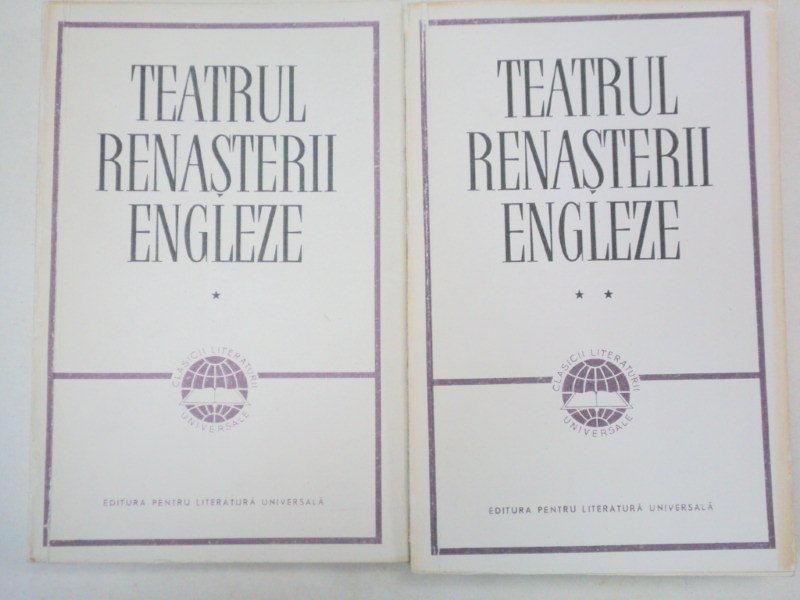 TEATRUL
RENAȘTERII
ENGLEZE
★
CLASICII LITERATURII
UNIVERSALE
EDITURA PENTRU LITERATURĂ UNIVERSALĂ
TEATRUL
RENAȘTERII
ENGLEZE
★ ★
CLASICII LITERATURII
UNIVERSALE
EDITURA PENTRU LITERATURĂ UNIVERSALĂ